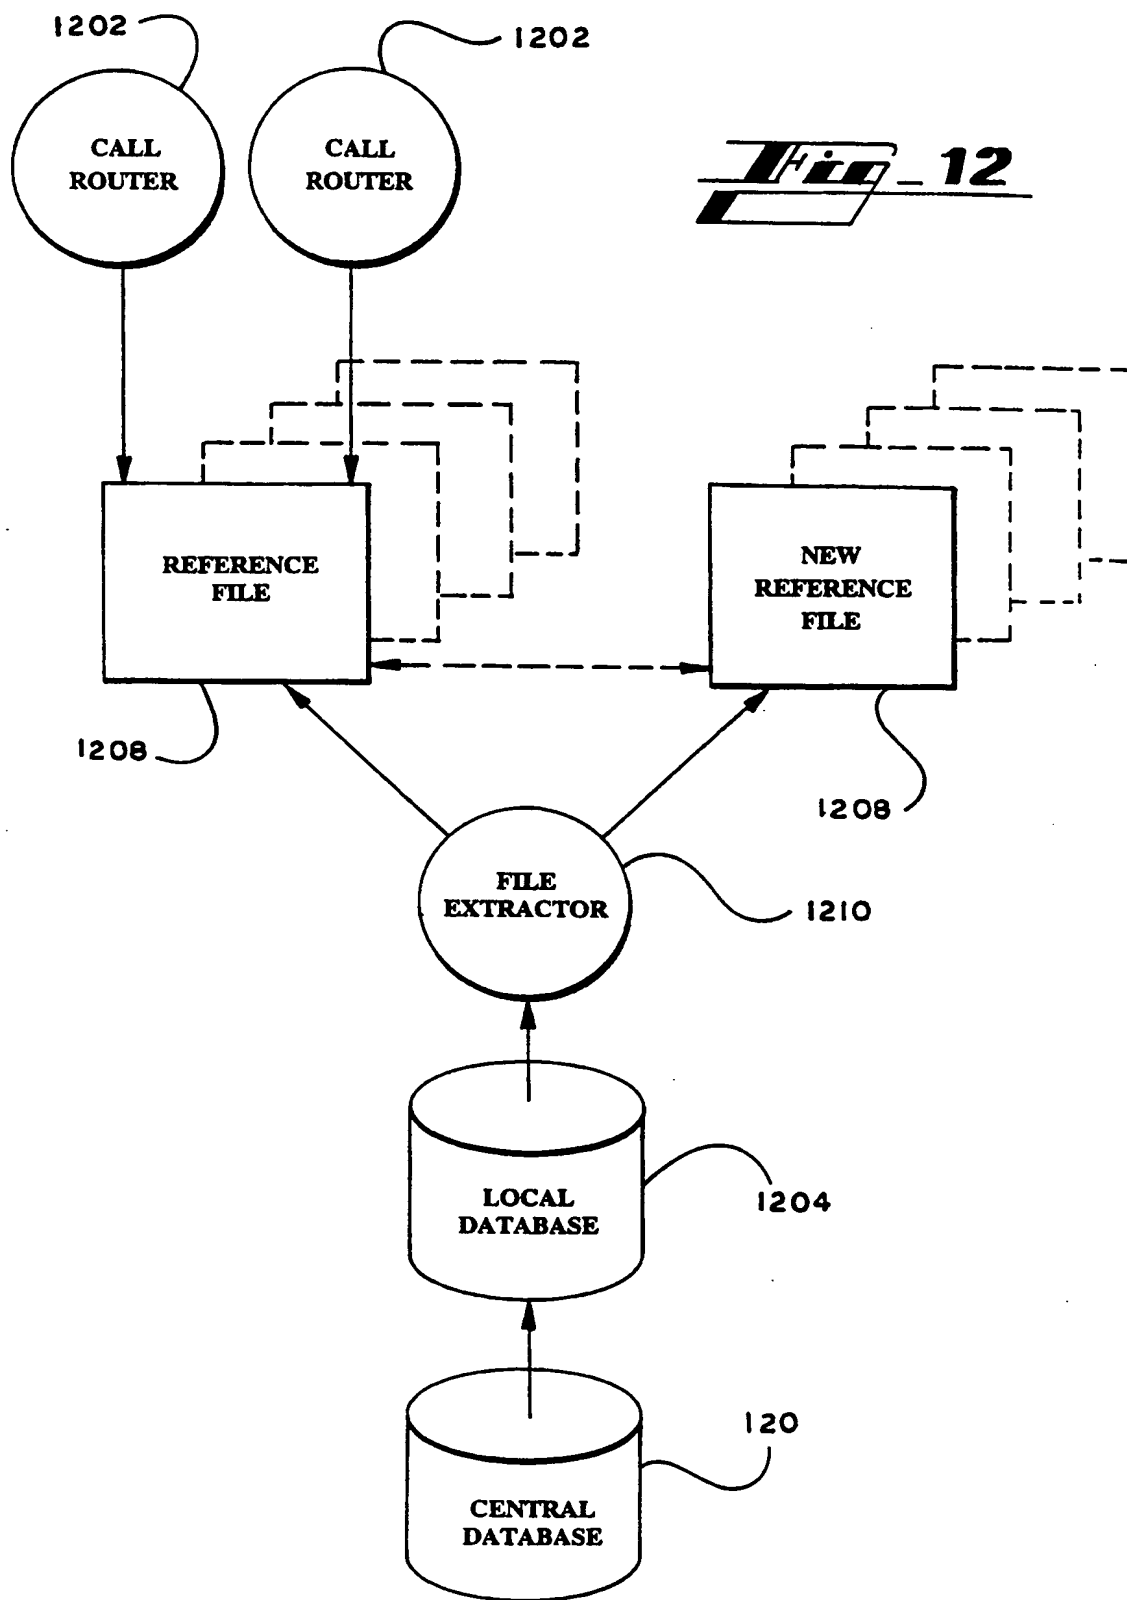 1202
1202
CALL
ROUTER
CALL
ROUTER
Fig_12
REFERENCE
FILE
NEW
REFERENCE
FILE
1208
1208
FILE
EXTRACTOR
1210
LOCAL
DATABASE
1204
120
CENTRAL
DATABASE